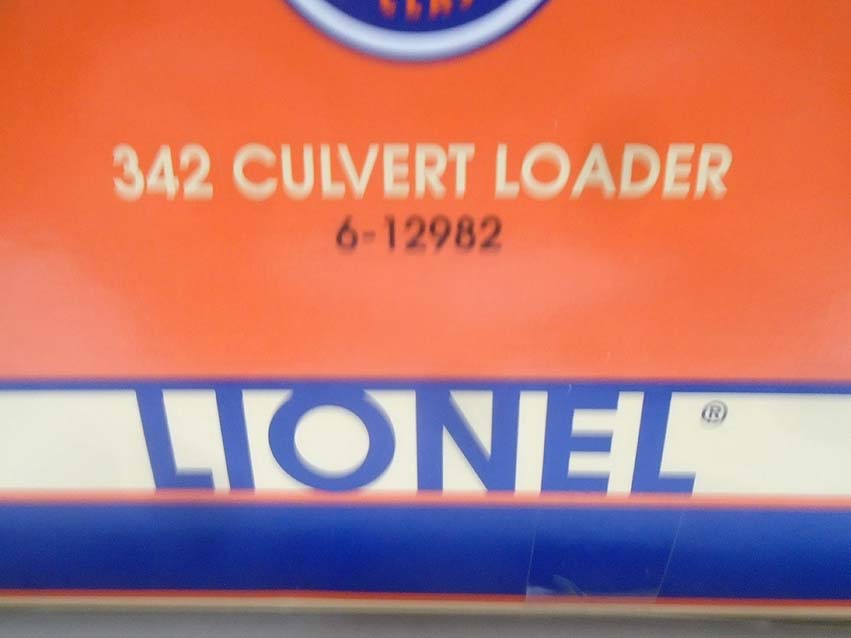 342 CULVERT LOADER
6-12982
LIONEL ®